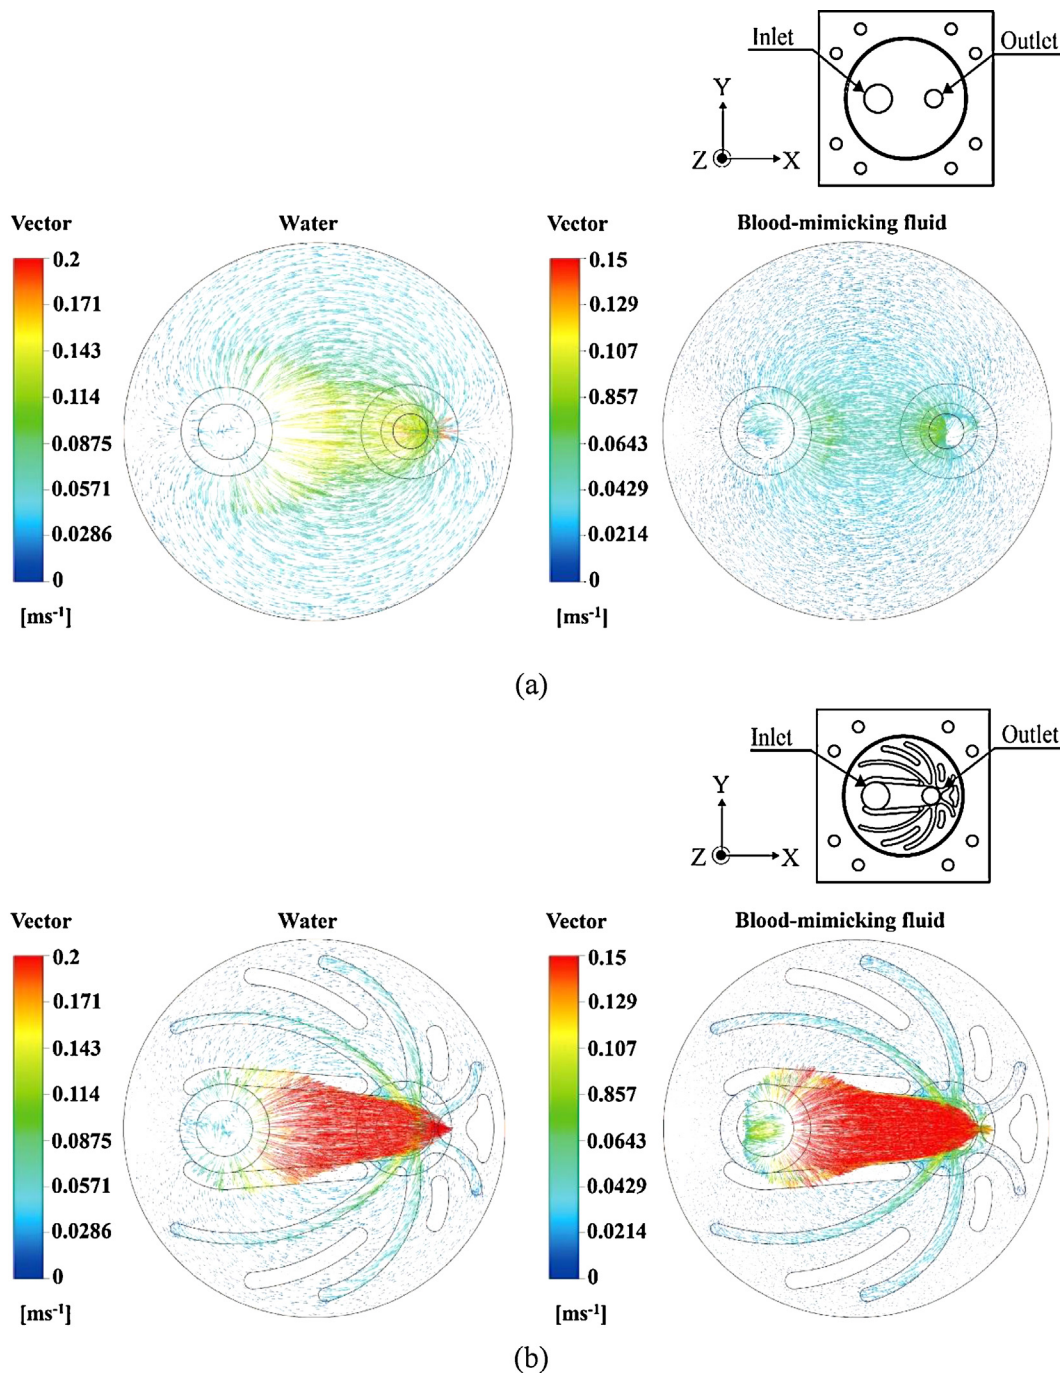 Inlet
Outlet
Y
Z
X
Vector
Water
Vector
Blood-mimicking fluid
0.2
0.171
0.143
0.114
0.0875
0.0571
0.0286
0
[ms-1]
0.15
0.129
0.107
0.857
0.0643
0.0429
0.0214
0
[ms-1]
(a)
Inlet
Outlet
Y
Z
X
Vector
Water
Vector
Blood-mimicking fluid
0.2
0.171
0.143
0.114
0.0875
0.0571
0.0286
0
[ms-1]
0.15
0.129
0.107
0.857
0.0643
0.0429
0.0214
0
[ms-1]
(b)